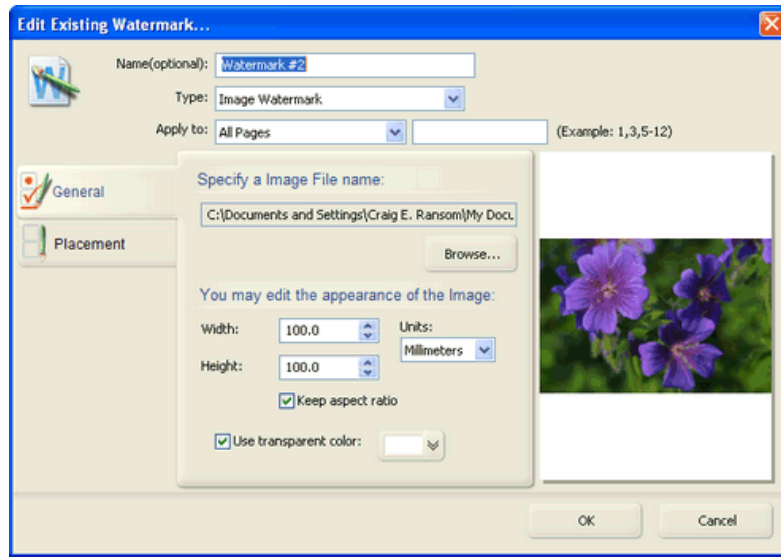 Edit Existing Watermark...
Name(optional): Watermark #2
Type: Image Watermark
Apply to: All Pages (Example: 1,3,5-12)
General
Placement
Specify a Image File name:
C:\Documents and Settings\Craig E. Ransom\My Docu
Browse...
You may edit the appearance of the Image:
Width: 100.0 Units:
Millimeters
Height: 100.0
Keep aspect ratio
Use transparent color:
OK Cancel